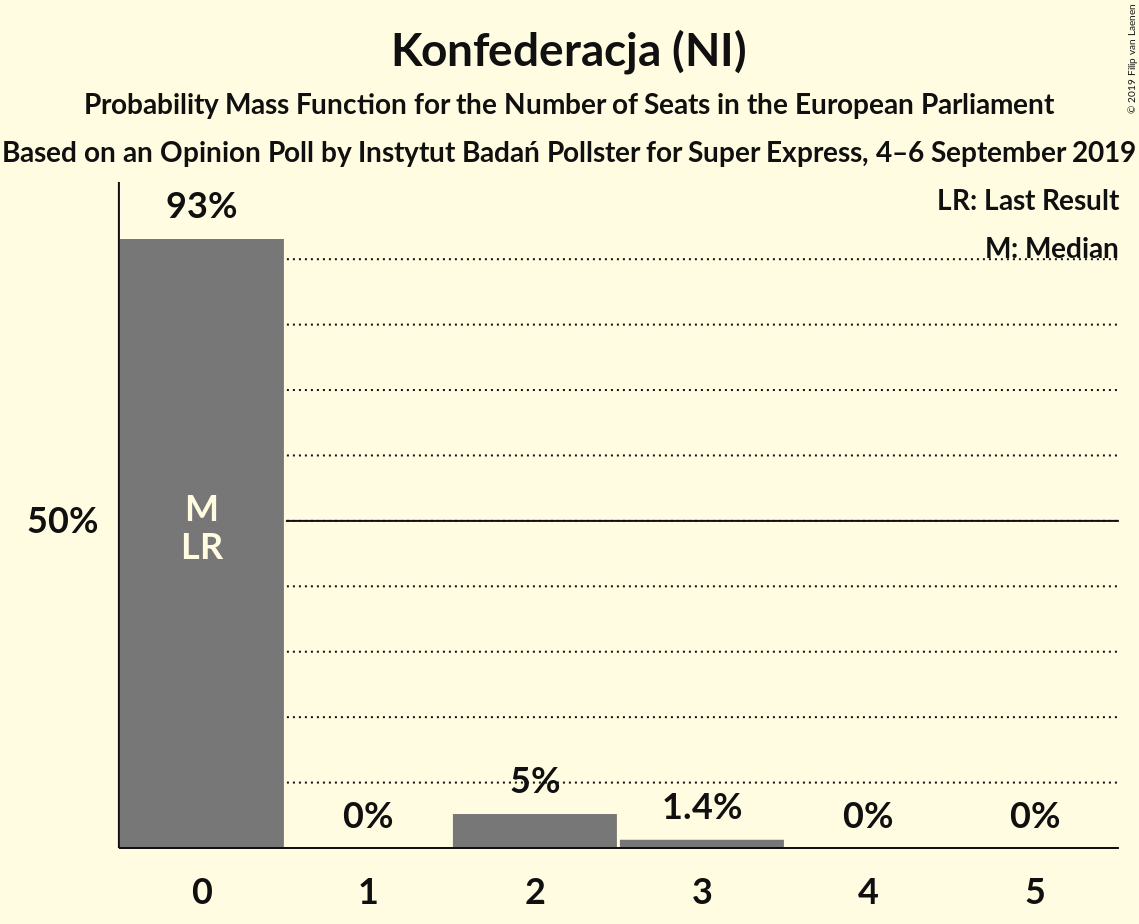 Konfederacja (NI)
Probability Mass Function for the Number of Seats in the European Parliament
Based on an Opinion Poll by Instytut Badań Pollster for Super Express, 4–6 September 2019
© 2019 Filip van Laenen
LR: Last Result
M: Median
93%
50%
M
LR
0%
5%
1.4%
0%
0%
0
1
2
3
4
5